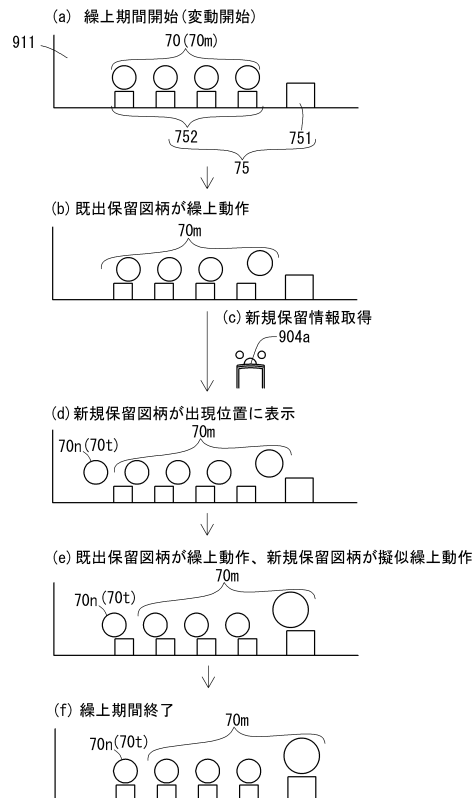 (a) 繰上期間開始(変動開始)
911
70(70m)
752
751
75
(b) 既出保留図柄が繰上動作
70m
(c) 新規保留情報取得
904a
(d) 新規保留図柄が出現位置に表示
70m
70n(70t)
(e) 既出保留図柄が繰上動作、新規保留図柄が擬似繰上動作
70m
70n(70t)
(f) 繰上期間終了
70m
70n(70t)